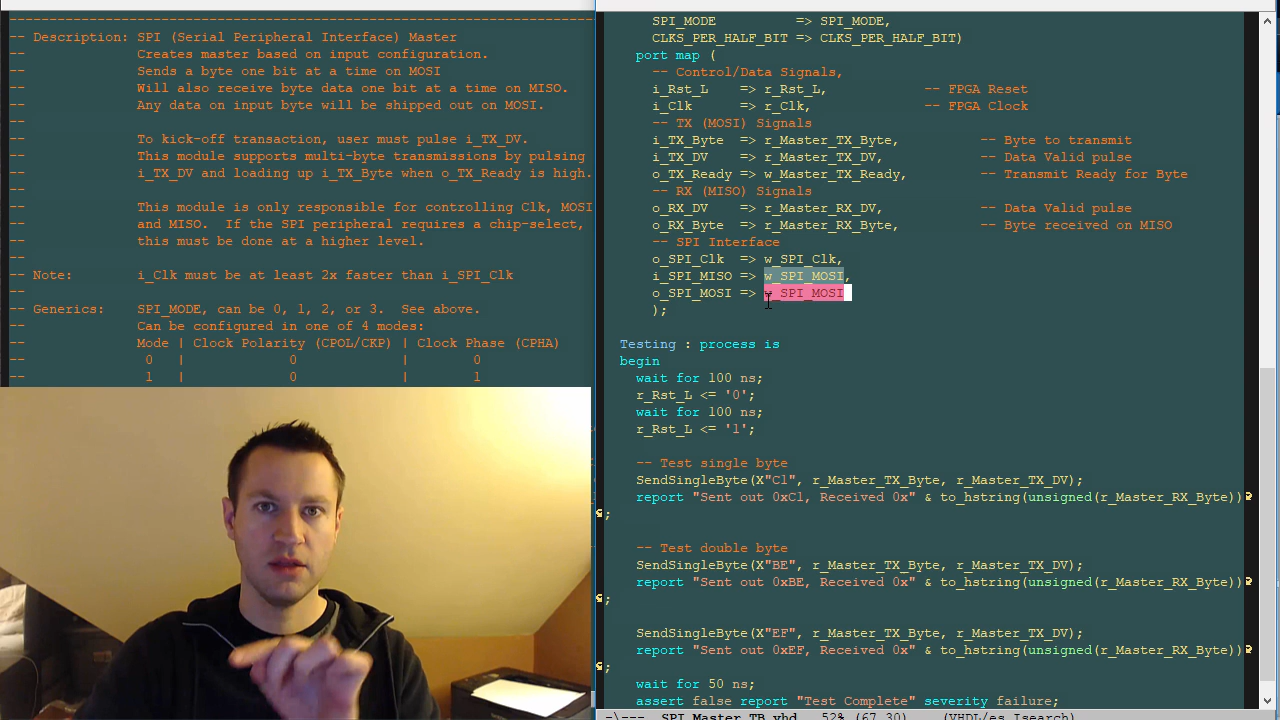 -- Description: SPI (Serial Peripheral Interface) Master
-- Creates master based on input configuration.
-- Sends a byte one bit at a time on MOSI
-- Will also receive byte data one bit at a time on MISO.
-- Any data on input byte will be shipped out on MOSI.
--
-- To kick-off transaction, user must pulse i_TX_DV.
-- This module supports multi-byte transmissions by pulsing
-- i_TX_DV and loading up i_TX_Byte when o_TX_Ready is high.
--
-- This module is only responsible for controlling Clk, MOSI
-- and MISO. If the SPI peripheral requires a chip-select,
-- this must be done at a higher level.
--
-- Note: i_Clk must be at least 2x faster than i_SPI_Clk
--
-- Generics: SPI_MODE, can be 0, 1, 2, or 3. See above.
-- Can be configured in one of 4 modes:
-- Mode | Clock Polarity (CPOL/CKP) | Clock Phase (CPHA)
-- 0 | 0 | 0
-- 1 | 0 | 1
SPI_MODE => SPI_MODE,
CLKS_PER_HALF_BIT => CLKS_PER_HALF_BIT)
port map (
-- Control/Data Signals,
i_Rst_L => r_Rst_L, -- FPGA Reset
i_Clk => r_Clk, -- FPGA Clock
-- TX (MOSI) Signals
i_TX_Byte => r_Master_TX_Byte, -- Byte to transmit
i_TX_DV => r_Master_TX_DV, -- Data Valid pulse
o_TX_Ready => w_Master_TX_Ready, -- Transmit Ready for Byte
-- RX (MISO) Signals
o_RX_DV => r_Master_RX_DV, -- Data Valid pulse
o_RX_Byte => r_Master_RX_Byte, -- Byte received on MISO
-- SPI Interface
o_SPI_Clk => w_SPI_Clk,
i_SPI_MISO => w_SPI_MOSI,
o_SPI_MOSI => w_SPI_MOSI
);
Testing : process is
begin
wait for 100 ns;
r_Rst_L <= '0';
wait for 100 ns;
r_Rst_L <= '1';
-- Test single byte
SendSingleByte(X"C1", r_Master_TX_Byte, r_Master_TX_DV);
report "Sent out 0xC1, Received 0x" & to_hstring(unsigned(r_Master_RX_Byte))
;
-- Test double byte
SendSingleByte(X"BE", r_Master_TX_Byte, r_Master_TX_DV);
report "Sent out 0xBE, Received 0x" & to_hstring(unsigned(r_Master_RX_Byte))
;
SendSingleByte(X"EF", r_Master_TX_Byte, r_Master_TX_DV);
report "Sent out 0xEF, Received 0x" & to_hstring(unsigned(r_Master_RX_Byte))
;
wait for 50 ns;
assert false report "Test Complete" severity failure;
-\--- SPI_Master_TB.vhd 52% (67,30) (VHDL/es Isearch)